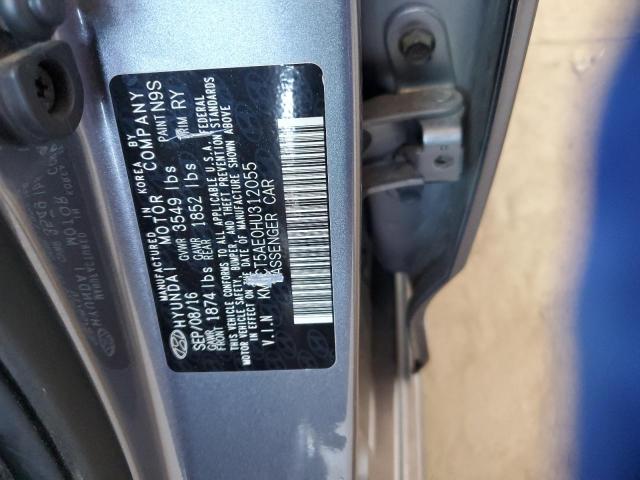 MANUFACTURED IN KOREA BY
HYUNDAI MOTOR COMPANY
SEP/08/16 GVWR 3549 lbs PAINT N9S
GAWR FRONT 1874 lbs GAWR REAR 1852 lbs TRIM RY
THIS VEHICLE CONFORMS TO ALL APPLICABLE U.S.A. FEDERAL
MOTOR VEHICLE SAFETY, BUMPER, AND THEFT PREVENTION STANDARDS
IN EFFECT ON THE DATE OF MANUFACTURE SHOWN ABOVE
V.I.N CT5AE0HU312055
PASSENGER CAR